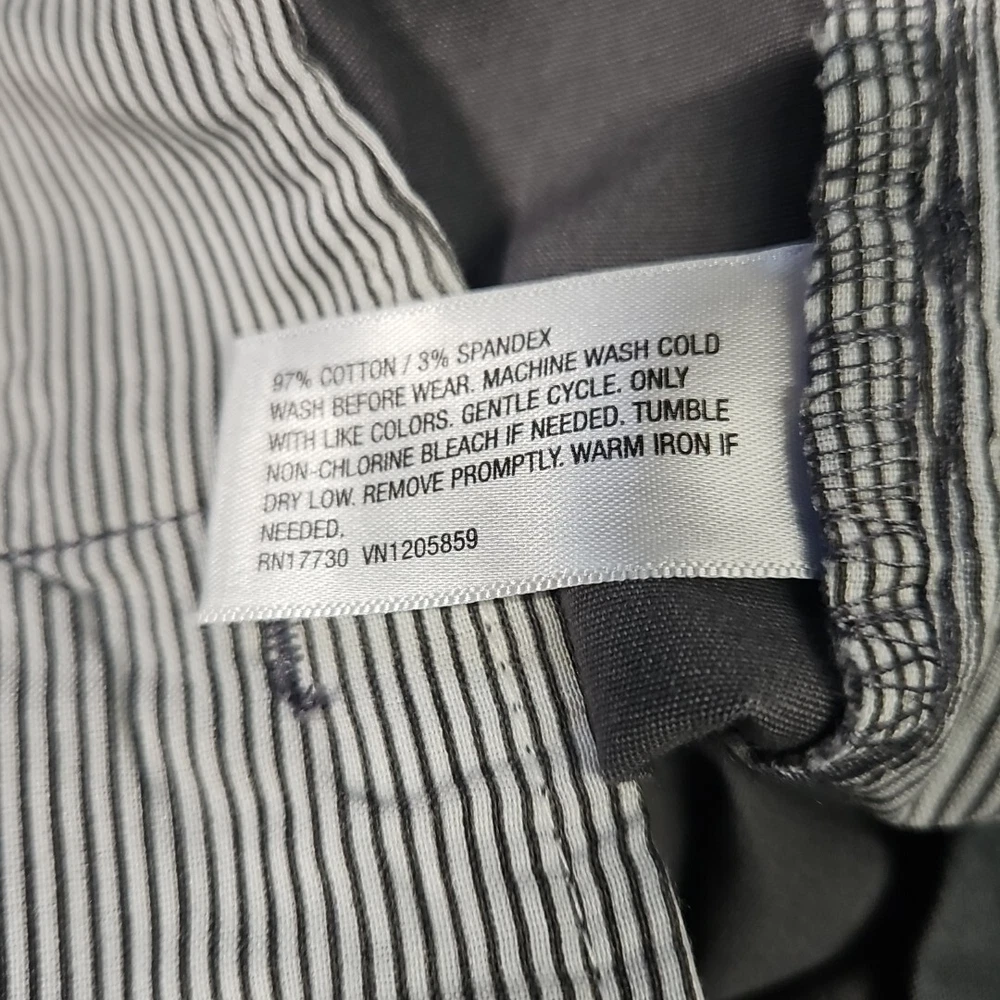 97% COTTON / 3% SPANDEX
WASH BEFORE WEAR. MACHINE WASH COLD
WITH LIKE COLORS. GENTLE CYCLE. ONLY
NON-CHLORINE BLEACH IF NEEDED. TUMBLE
DRY LOW. REMOVE PROMPTLY. WARM IRON IF
NEEDED.
RN17730 VN1205859